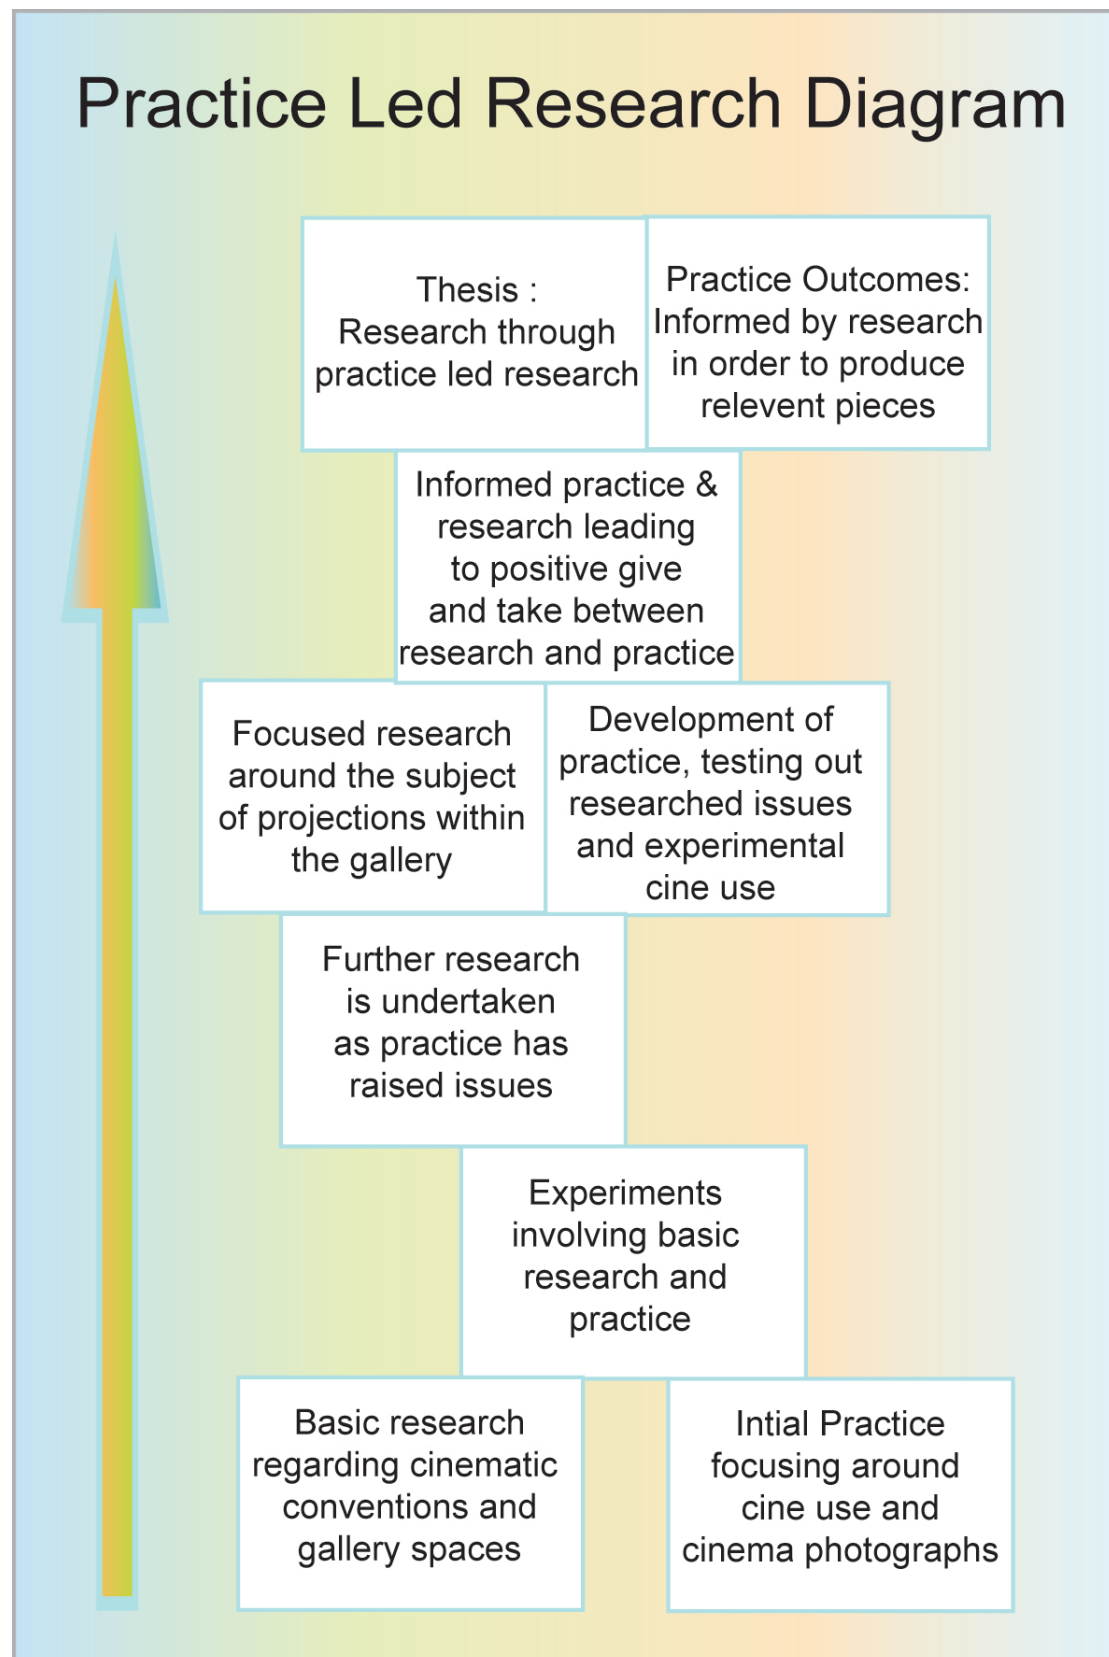 Practice Led Research Diagram
Thesis :
Research through
practice led research
Practice Outcomes:
Informed by research
in order to produce
relevent pieces
Informed practice &
research leading
to positive give
and take between
research and practice
Focused research
around the subject
of projections within
the gallery
Development of
practice, testing out
researched issues
and experimental
cine use
Further research
is undertaken
as practice has
raised issues
Experiments
involving basic
research and
practice
Basic research
regarding cinematic
conventions and
gallery spaces
Intial Practice
focusing around
cine use and
cinema photographs